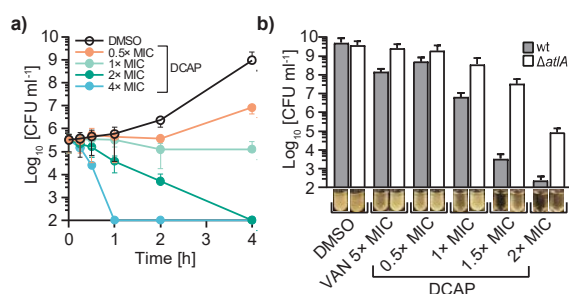 a)
DMSO
0.5× MIC
1× MIC
2× MIC
4× MIC
DCAP
Log₁₀ [CFU ml⁻¹]
10
9
8
7
6
5
4
3
2
0 1 2 3 4
Time [h]
b)
wt
ΔatlA
Log₁₀ [CFU ml⁻¹]
10
9
8
7
6
5
4
3
2
DMSO
VAN 5× MIC
0.5× MIC
1× MIC
1.5× MIC
2× MIC
DCAP